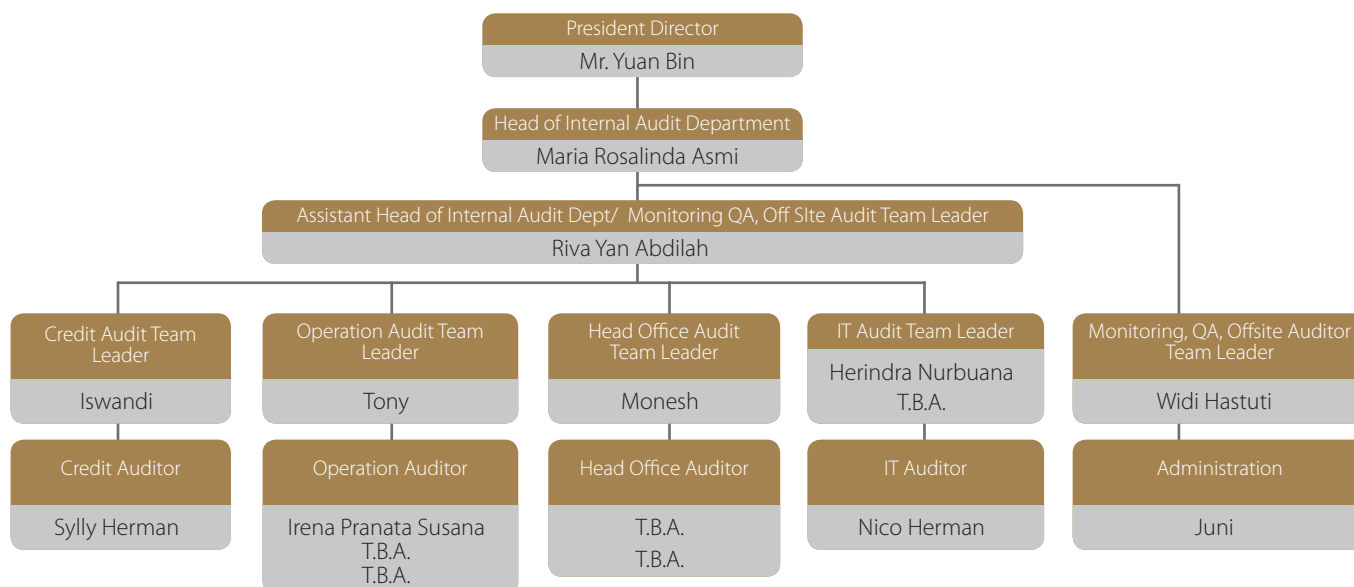 President Director
Mr. Yuan Bin
Head of Internal Audit Department
Maria Rosalinda Asmi
Assistant Head of Internal Audit Dept/ Monitoring QA, Off SIte Audit Team Leader
Riva Yan Abdilah
Credit Audit Team
Leader
Iswandi
Operation Audit Team
Leader
Tony
Head Office Audit
Team Leader
Monesh
IT Audit Team Leader
Herindra Nurbuana
T.B.A.
Monitoring, QA, Offsite Auditor
Team Leader
Widi Hastuti
Credit Auditor
Sylly Herman
Operation Auditor
Irena Pranata Susana
T.B.A.
T.B.A.
Head Office Auditor
T.B.A.
T.B.A.
IT Auditor
Nico Herman
Administration
Juni